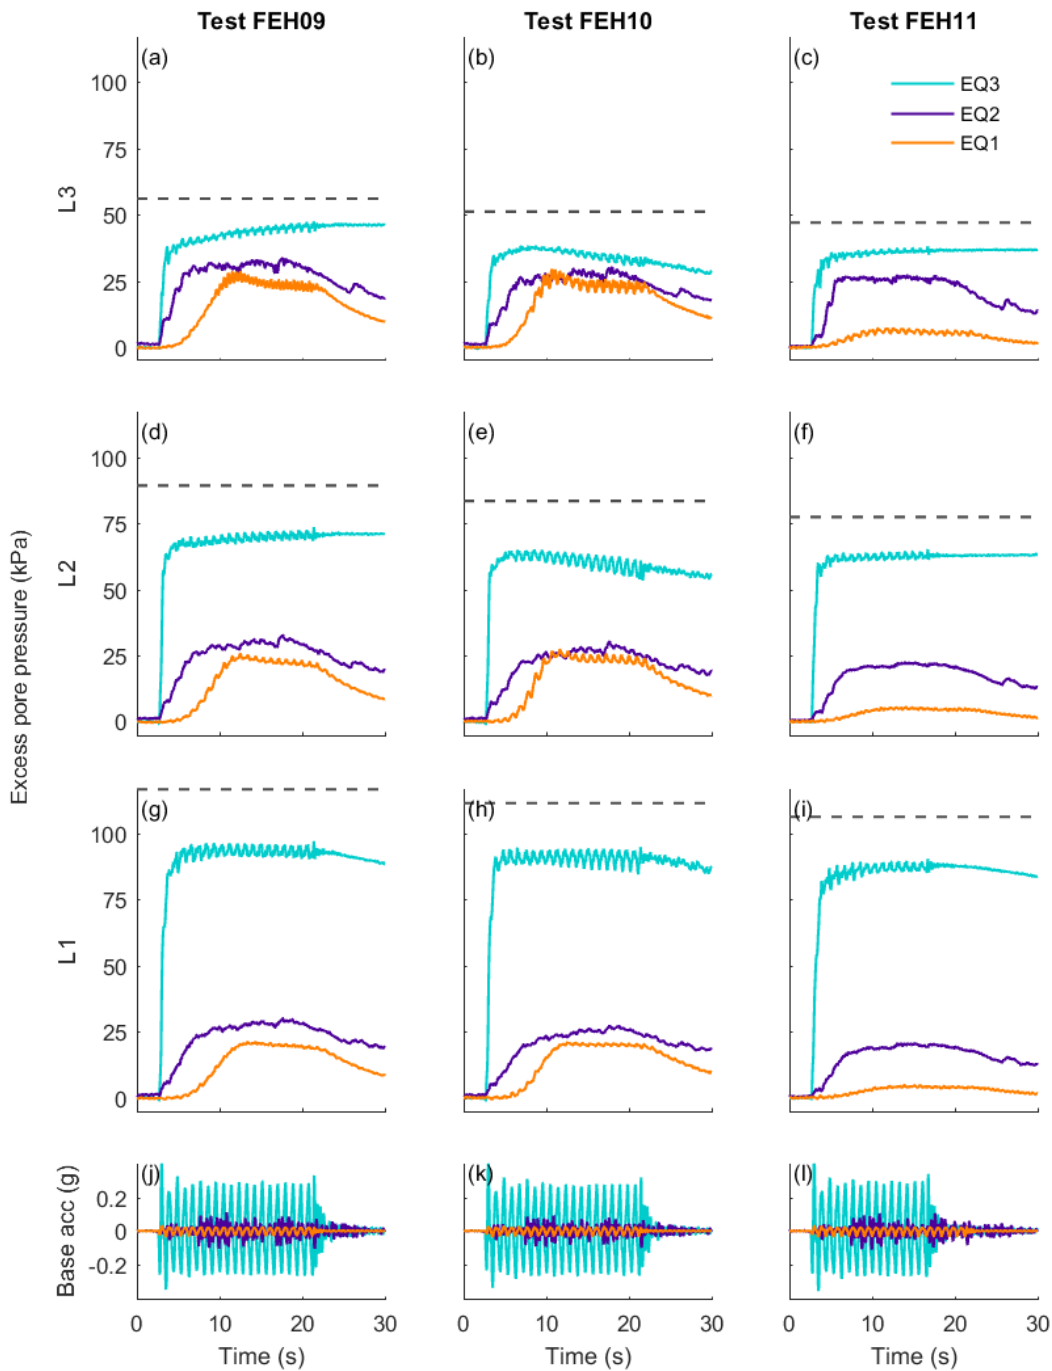 Test FEH09 Test FEH10 Test FEH11
(a) (b) (c)
EQ3
EQ2
EQ1
100
75
50
25
0
L3
(d) (e) (f)
100
75
50
25
0
L2
Excess pore pressure (kPa)
(g) (h) (i)
100
75
50
25
0
L1
(j) (k) (l)
0.2
0
-0.2
Base acc (g)
0 10 20 30 0 10 20 30 0 10 20 30
Time (s) Time (s) Time (s)